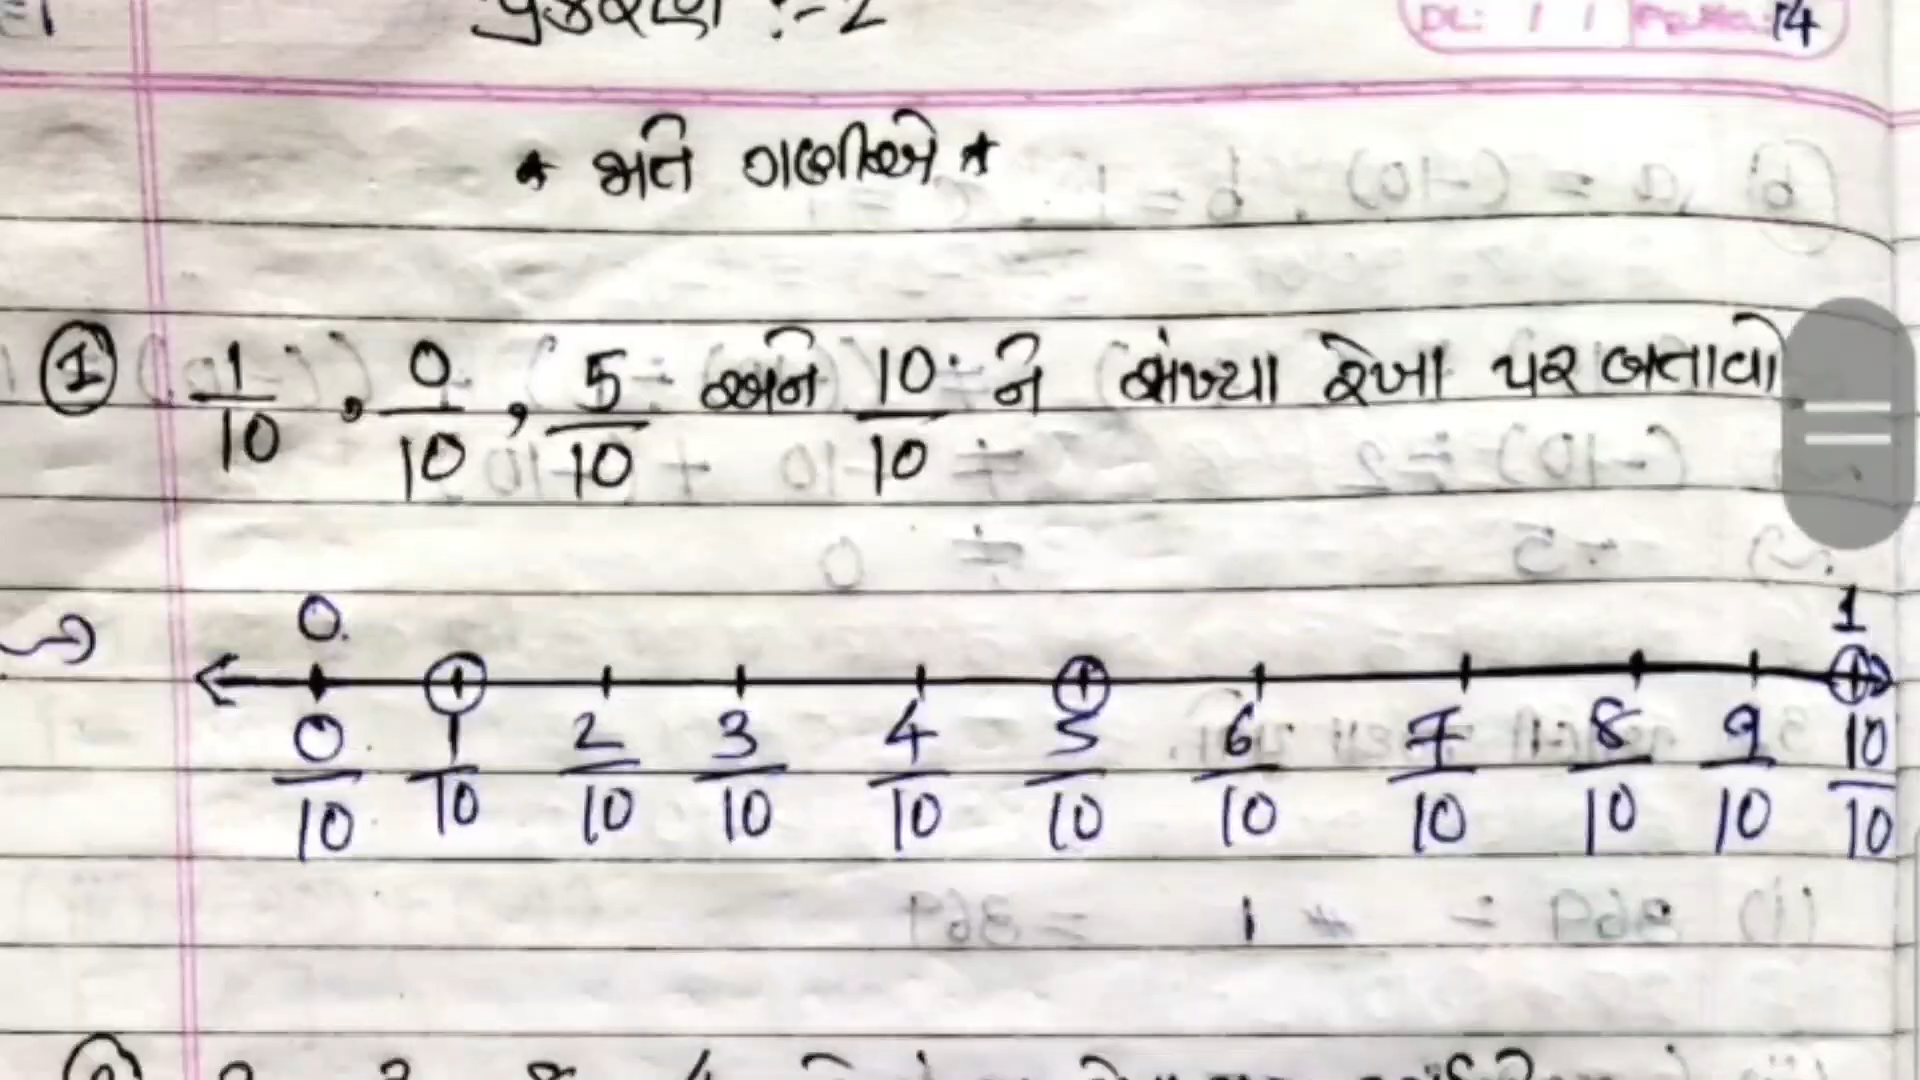 પ્રકરણ :- 2
14
* જાતે ગણીએ *
① 1/10 , 0/10 , 5/10 અને 10/10 ને સંખ્યા રેખા પર બતાવો
0 1
0/10 1/10 2/10 3/10 4/10 5/10 6/10 7/10 8/10 9/10 10/10